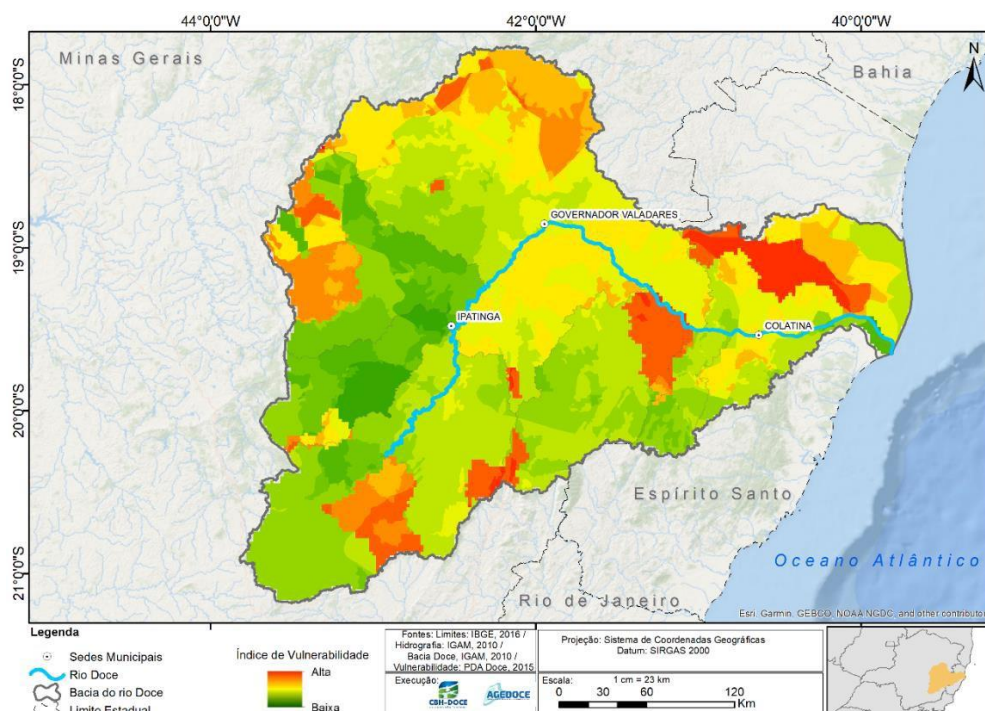 44°0'0"W
42°0'0"W
40°0'0"W
N
Minas Gerais
Bahia
18°0'0"S
19°0'0"S
20°0'0"S
21°0'0"S
GOVERNADOR VALADARES
IPATINGA
COLATINA
Espírito Santo
Oceano Atlântico
Rio de Janeiro
Esri, Garmin, GEBCO, NOAA NGDC, and other contributor
Legenda
Sedes Municipais
Rio Doce
Bacia do rio Doce
Limite Estadual
Índice de Vulnerabilidade
Alta
Baixa
Fontes: Limites: IBGE, 2016 /
Hidrografia: IGAM, 2010 /
Bacia Doce, IGAM, 2010 /
Vulnerabilidade: PDA Doce, 2015
Execução:
CBH-DOCE
AGEDOCE
Projeção: Sistema de Coordenadas Geográficas
Datum: SIRGAS 2000
Escala:
1 cm = 23 km
0 30 60 120
Km